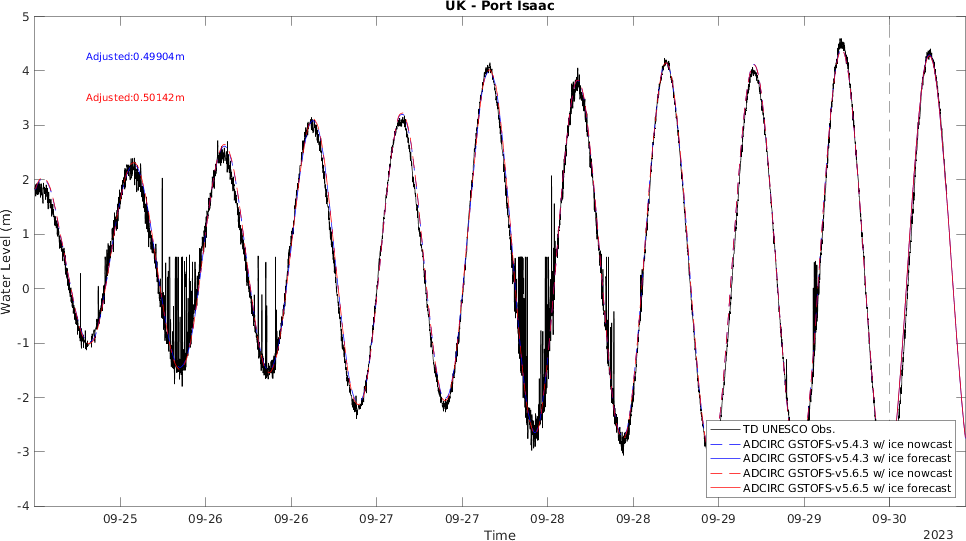 UK - Port Isaac
Adjusted:0.49904m
Adjusted:0.50142m
Water Level (m)
5
4
3
2
1
0
-1
-2
-3
-4
TD UNESCO Obs.
ADCIRC GSTOFS-v5.4.3 w/ ice nowcast
ADCIRC GSTOFS-v5.4.3 w/ ice forecast
ADCIRC GSTOFS-v5.6.5 w/ ice nowcast
ADCIRC GSTOFS-v5.6.5 w/ ice forecast
09-25 09-26 09-26 09-27 09-27 09-28 09-28 09-29 09-29 09-30
Time
2023